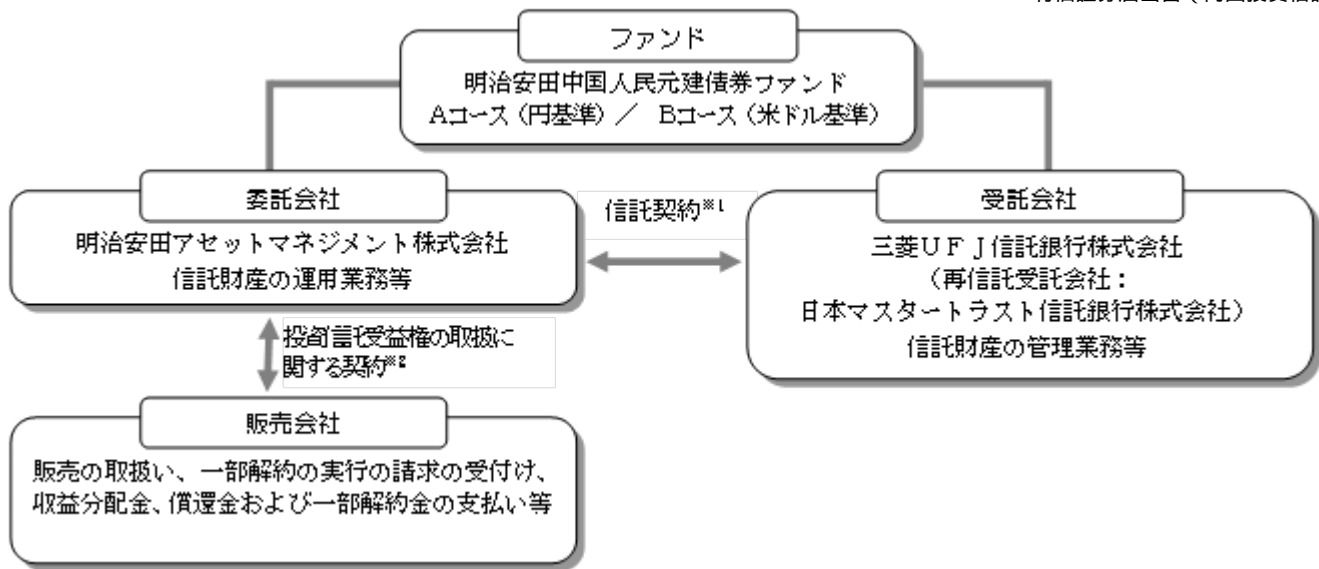 ファンド
明治安田中国人民元建債券ファンド
Aコース（円基準）／ Bコース（米ドル基準）
委託会社
明治安田アセットマネジメント株式会社
信託財産の運用業務等
信託契約※1
受託会社
三菱ＵＦＪ信託銀行株式会社
（再信託受託会社：
日本マスタートラスト信託銀行株式会社）
信託財産の管理業務等
投資信託受益権の取扱に
関する契約※2
販売会社
販売の取扱い、一部解約の実行の請求の受付け、
収益分配金、償還金および一部解約金の支払い等